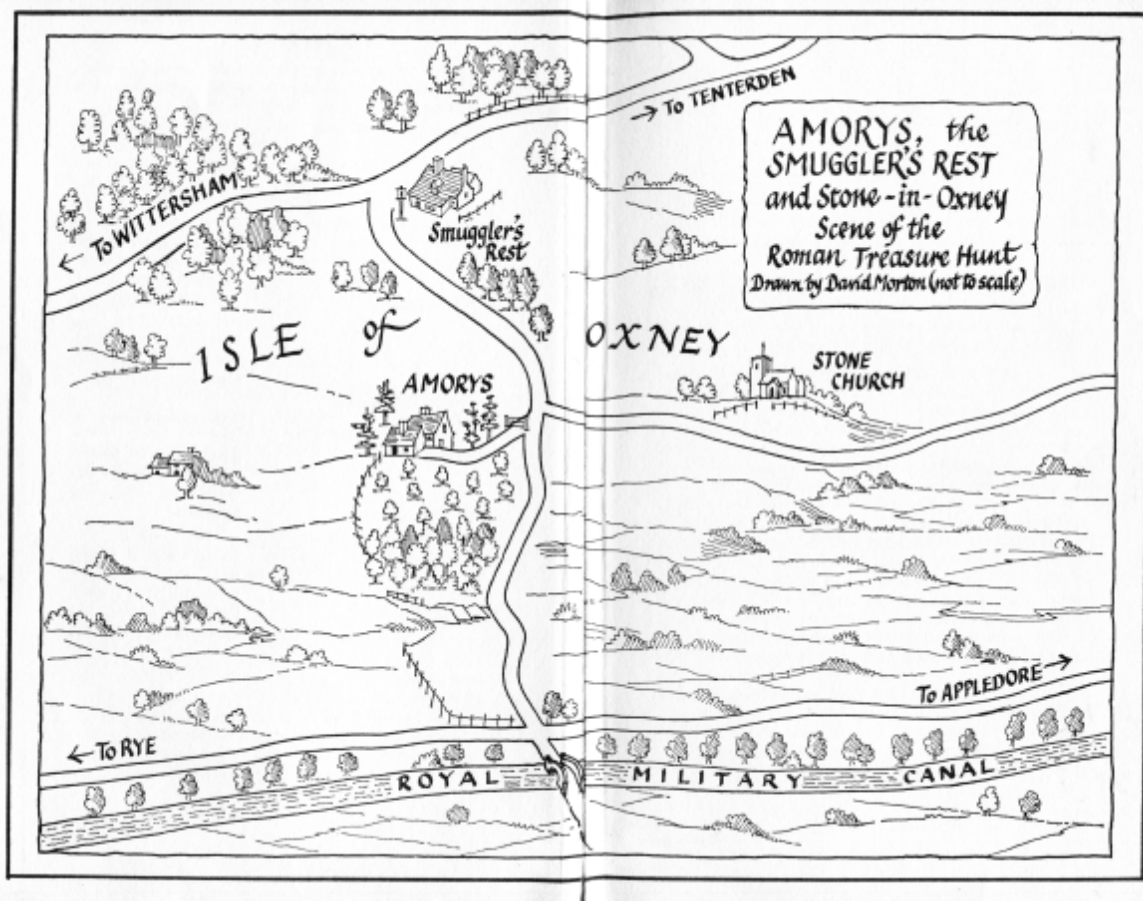 → To TENTERDEN
AMORYS, the
SMUGGLER'S REST
and Stone-in-Oxney
Scene of the
Roman Treasure Hunt
Drawn by David Morton (not to scale)
← To WITTERSHAM
Smuggler's
Rest
ISLE of OXNEY
STONE
CHURCH
AMORYS
To APPLEDORE →
← To RYE
ROYAL MILITARY CANAL